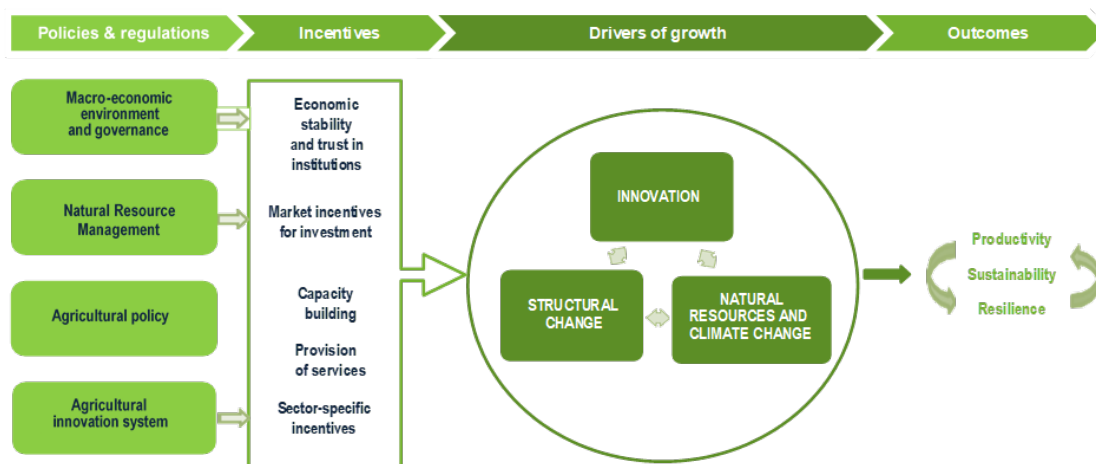 Policies & regulations
Incentives
Drivers of growth
Outcomes
Macro-economic
environment
and governance
Natural Resource
Management
Agricultural policy
Agricultural
innovation system
Economic
stability
and trust in
institutions
Market incentives
for investment
Capacity
building
Provision
of services
Sector-specific
incentives
INNOVATION
STRUCTURAL
CHANGE
NATURAL
RESOURCES AND
CLIMATE CHANGE
Productivity
Sustainability
Resilience